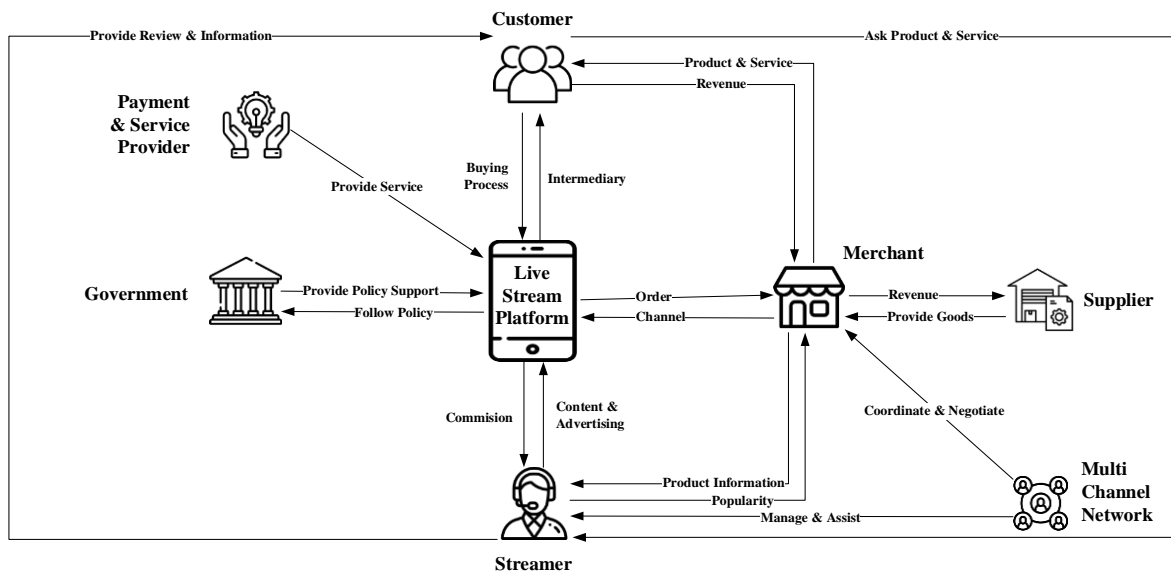 Customer
Provide Review & Information
Ask Product & Service
Product & Service
Revenue
Payment
& Service
Provider
Buying
Process
Intermediary
Provide Service
Merchant
Government
Provide Policy Support
Follow Policy
Live
Stream
Platform
Order
Channel
Revenue
Provide Goods
Supplier
Commision
Content &
Advertising
Coordinate & Negotiate
Product Information
Popularity
Manage & Assist
Multi
Channel
Network
Streamer